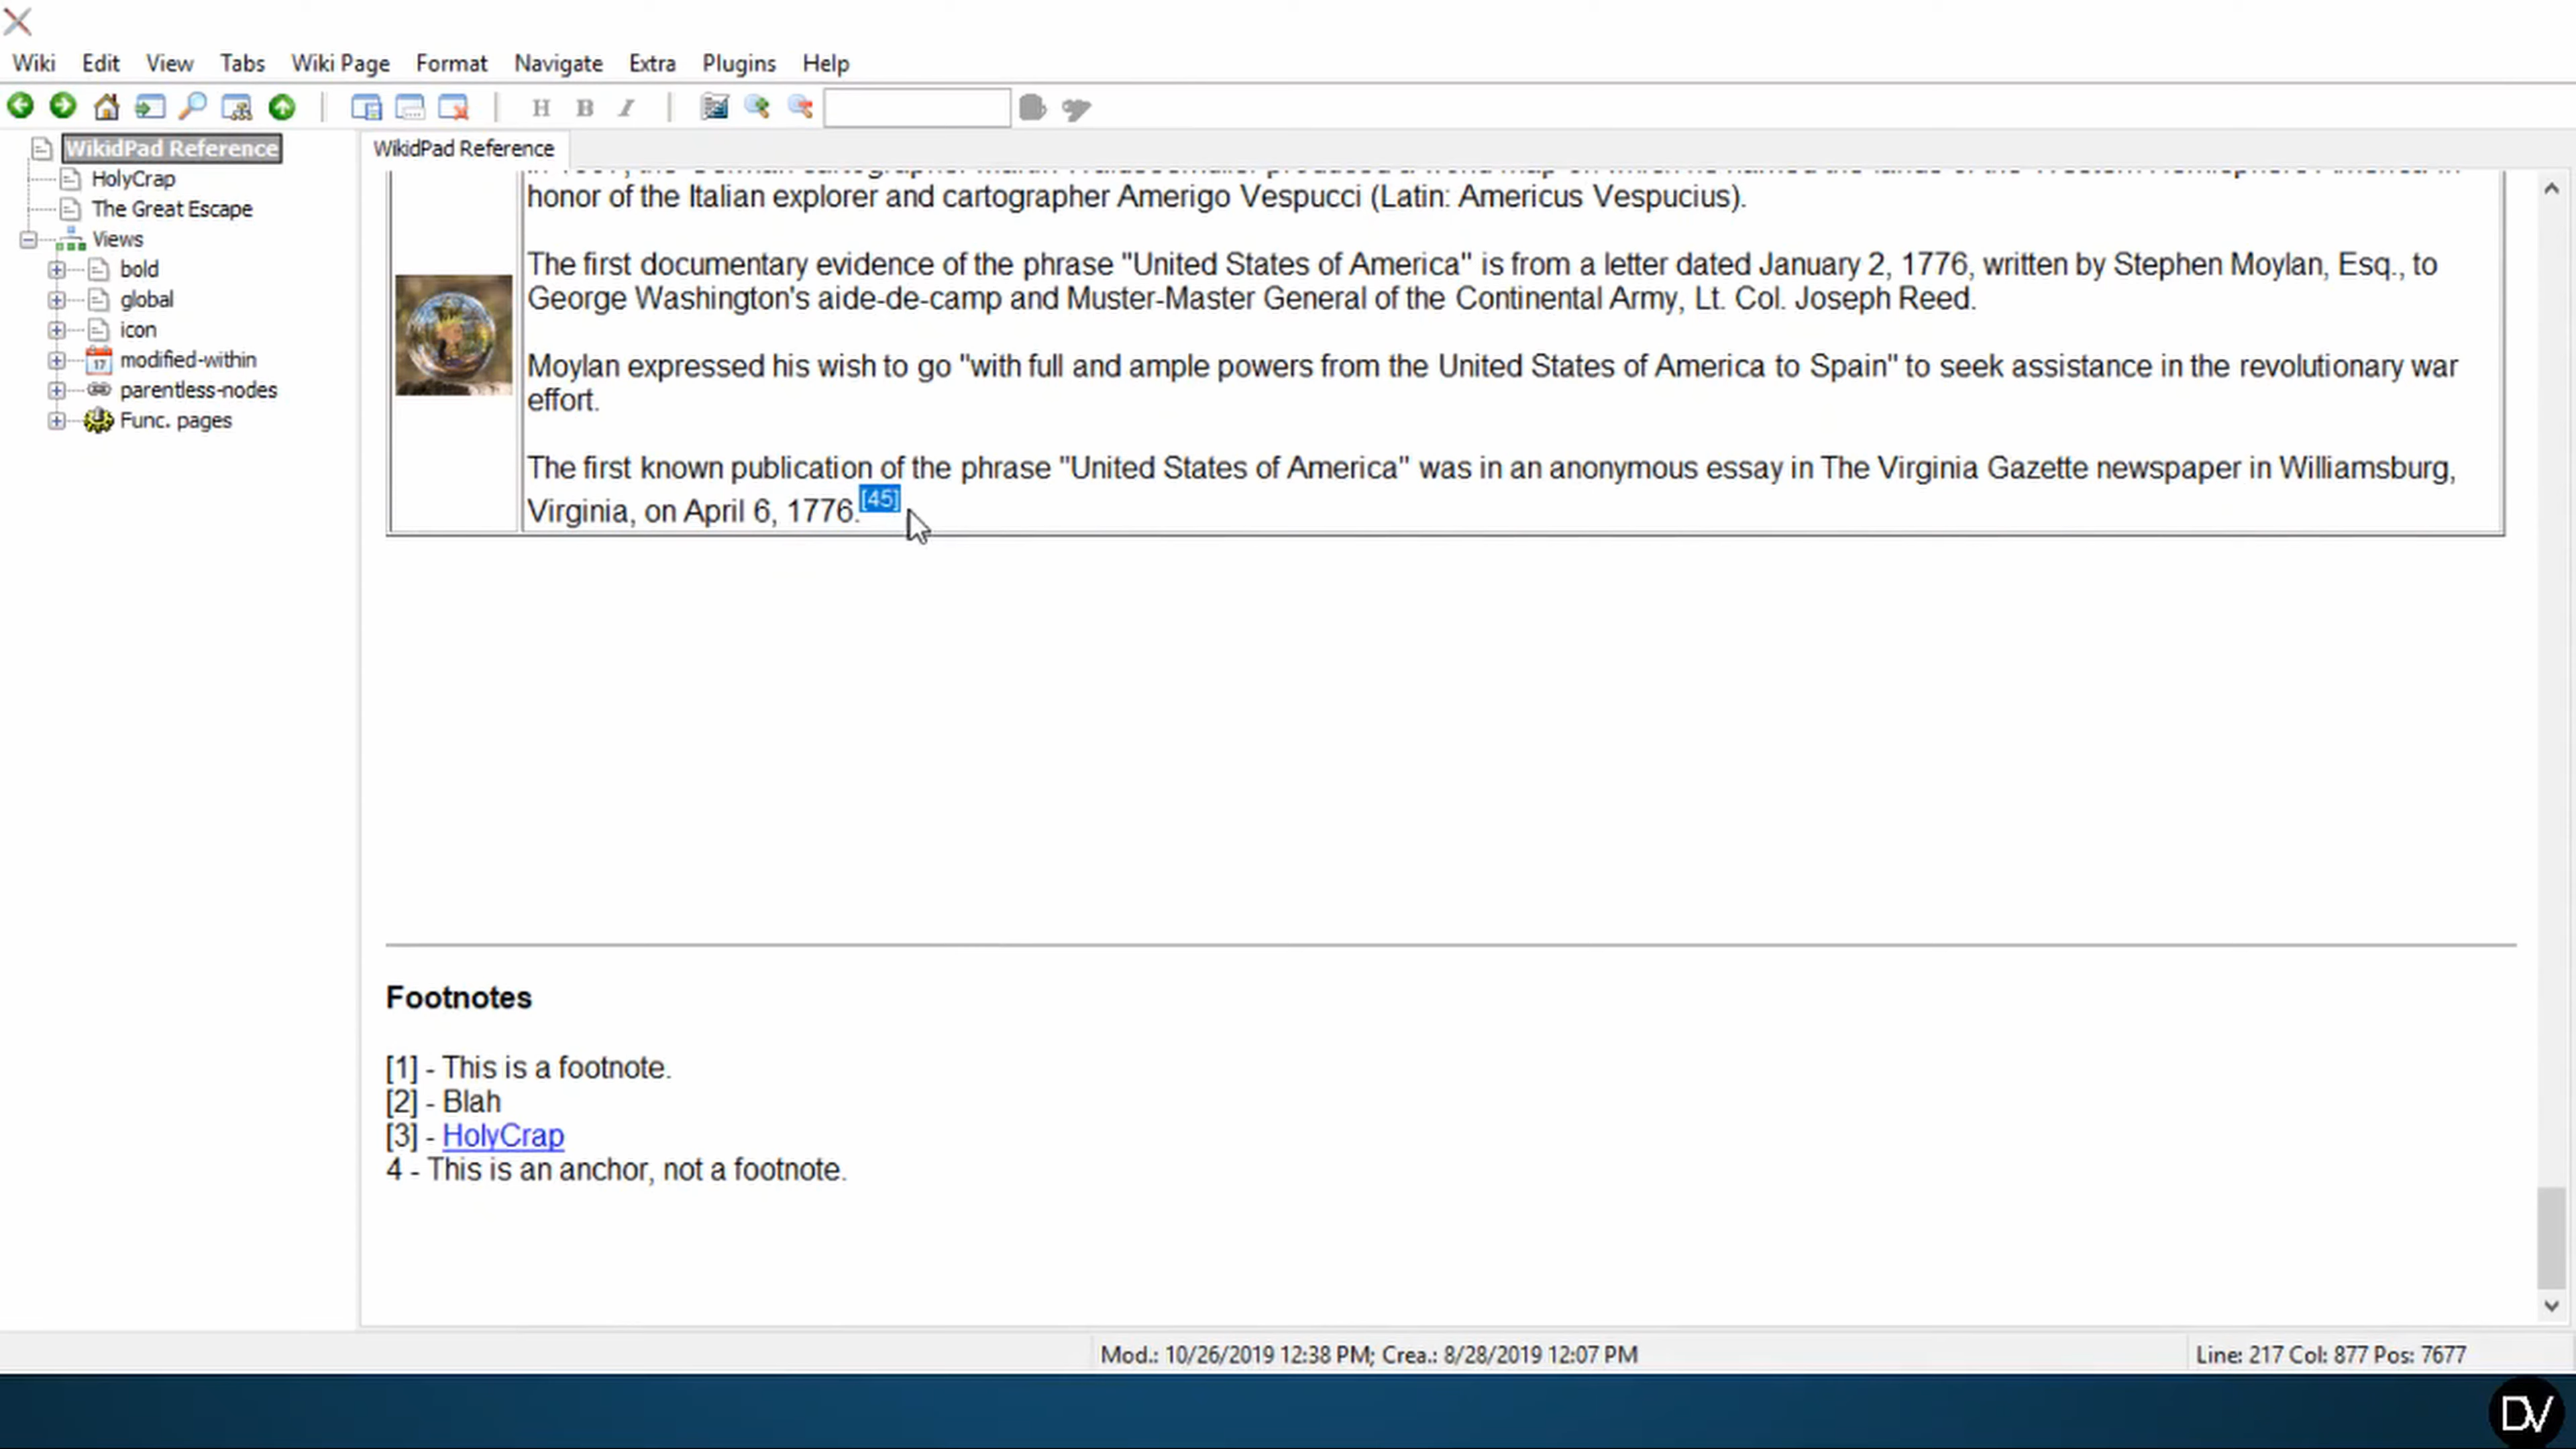 Wiki Edit View Tabs Wiki Page Format Navigate Extra Plugins Help
H B I
WikidPad Reference
HolyCrap
The Great Escape
Views
bold
global
icon
17 modified-within
parentless-nodes
Func. pages
WikidPad Reference
honor of the Italian explorer and cartographer Amerigo Vespucci (Latin: Americus Vespucius).
The first documentary evidence of the phrase "United States of America" is from a letter dated January 2, 1776, written by Stephen Moylan, Esq., to
George Washington's aide-de-camp and Muster-Master General of the Continental Army, Lt. Col. Joseph Reed.
Moylan expressed his wish to go "with full and ample powers from the United States of America to Spain" to seek assistance in the revolutionary war
effort.
The first known publication of the phrase "United States of America" was in an anonymous essay in The Virginia Gazette newspaper in Williamsburg,
Virginia, on April 6, 1776.[45]
Footnotes
[1] - This is a footnote.
[2] - Blah
[3] - HolyCrap
4 - This is an anchor, not a footnote.
Mod.: 10/26/2019 12:38 PM; Crea.: 8/28/2019 12:07 PM
Line: 217 Col: 877 Pos: 7677
DV